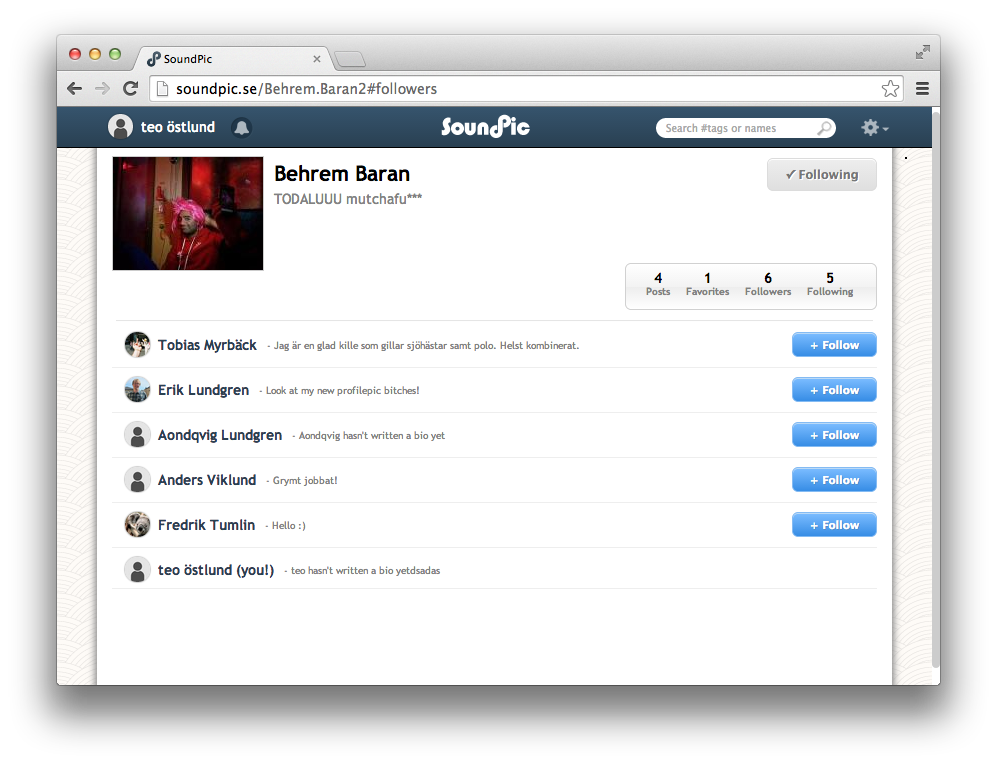 SoundPic
soundpic.se/Behrem.Baran2#followers
teo östlund
SoundPic
Search #tags or names
Behrem Baran
✓ Following
TODALUUU mutchafu***
4 1 6 5
Posts Favorites Followers Following
Tobias Myrbäck - Jag är en glad kille som gillar sjöhästar samt polo. Helst kombinerat. + Follow
Erik Lundgren - Look at my new profilepic bitches! + Follow
Aondqvig Lundgren - Aondqvig hasn't written a bio yet + Follow
Anders Viklund - Grymt jobbat! + Follow
Fredrik Tumlin - Hello :) + Follow
teo östlund (you!) - teo hasn't written a bio yetdsadas